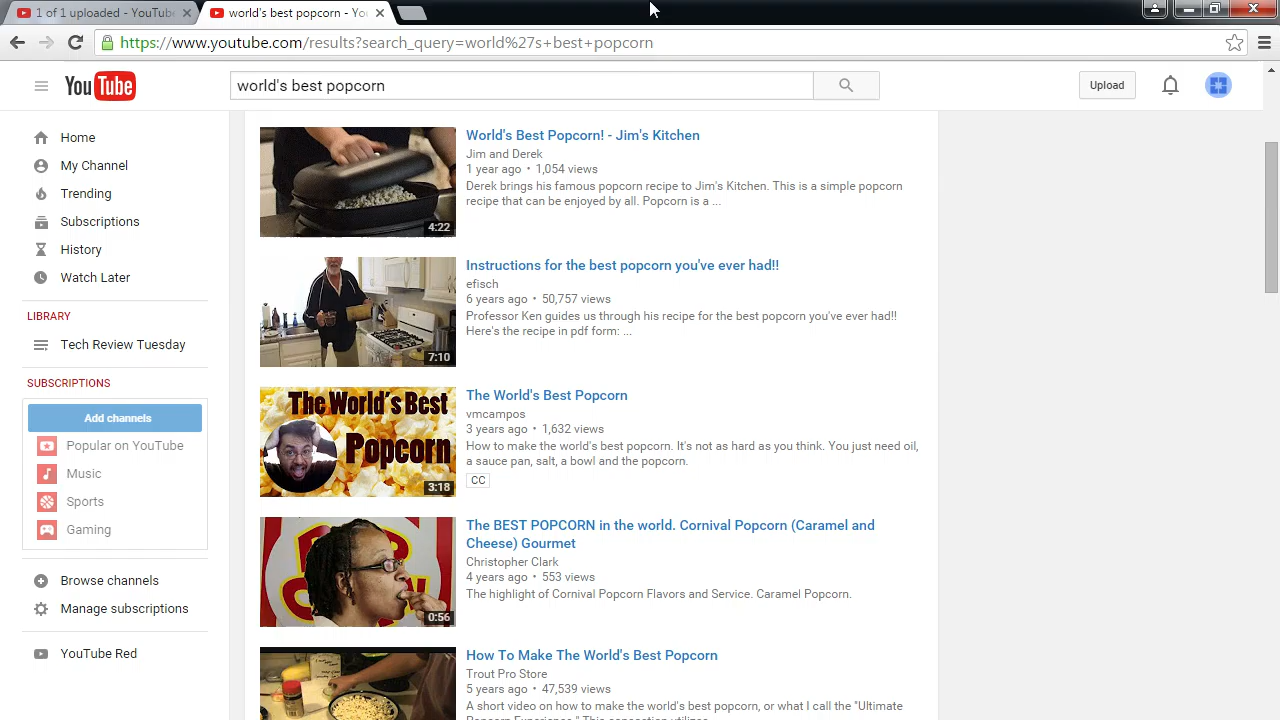 1 of 1 uploaded - YouTube
world's best popcorn - Yo
https://www.youtube.com/results?search_query=world%27s+best+popcorn
YouTube
world's best popcorn
Upload
Home
My Channel
Trending
Subscriptions
History
Watch Later
LIBRARY
Tech Review Tuesday
SUBSCRIPTIONS
Add channels
Popular on YouTube
Music
Sports
Gaming
Browse channels
Manage subscriptions
YouTube Red
4:22
World's Best Popcorn! - Jim's Kitchen
Jim and Derek
1 year ago • 1,054 views
Derek brings his famous popcorn recipe to Jim's Kitchen. This is a simple popcorn
recipe that can be enjoyed by all. Popcorn is a ...
7:10
Instructions for the best popcorn you've ever had!!
efisch
6 years ago • 50,757 views
Professor Ken guides us through his recipe for the best popcorn you've ever had!!
Here's the recipe in pdf form: ...
The World's Best
Popcorn
3:18
The World's Best Popcorn
vmcampos
3 years ago • 1,632 views
How to make the world's best popcorn. It's not as hard as you think. You just need oil,
a sauce pan, salt, a bowl and the popcorn.
CC
0:56
The BEST POPCORN in the world. Cornival Popcorn (Caramel and
Cheese) Gourmet
Christopher Clark
4 years ago • 553 views
The highlight of Cornival Popcorn Flavors and Service. Caramel Popcorn.
How To Make The World's Best Popcorn
Trout Pro Store
5 years ago • 47,539 views
A short video on how to make the world's best popcorn, or what I call the "Ultimate